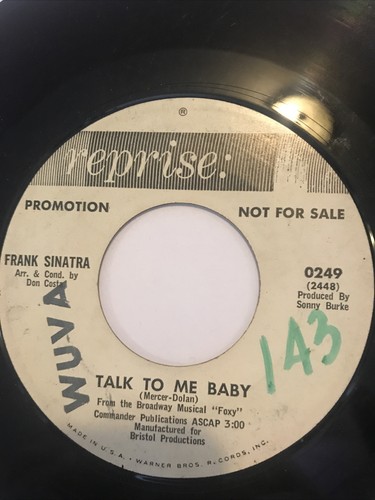 ®
reprise:
PROMOTION
NOT FOR SALE
FRANK SINATRA
Arr. & Cond. by
Don Costa
0249
(2448)
Produced By
Sonny Burke
WUVA
143
TALK TO ME BABY
(Mercer-Dolan)
From the Broadway Musical "Foxy"
Commander Publications ASCAP 3:00
Manufactured for
Bristol Productions
MADE IN U.S.A. - WARNER BROS. RECORDS, INC.